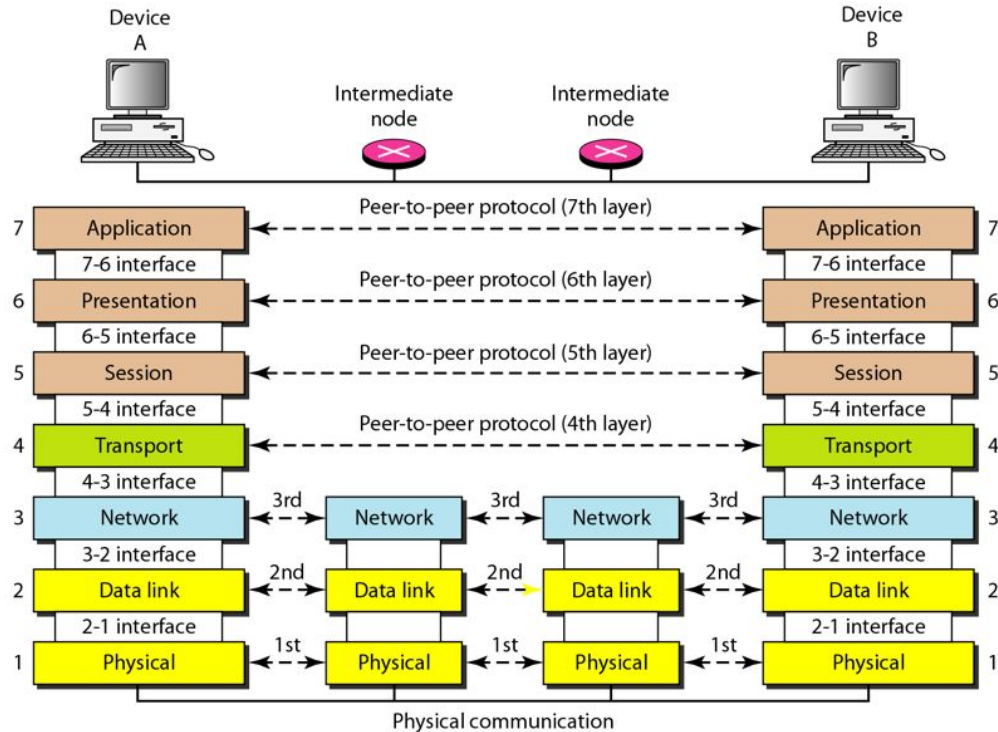 Device
A
Device
B
Intermediate
node
Intermediate
node
Peer-to-peer protocol (7th layer)
7 Application Application 7
7-6 interface 7-6 interface
Peer-to-peer protocol (6th layer)
6 Presentation Presentation 6
6-5 interface 6-5 interface
Peer-to-peer protocol (5th layer)
5 Session Session 5
5-4 interface 5-4 interface
Peer-to-peer protocol (4th layer)
4 Transport Transport 4
4-3 interface 4-3 interface
3rd 3rd 3rd
3 Network Network Network Network 3
3-2 interface 3-2 interface
2nd 2nd 2nd
2 Data link Data link Data link Data link 2
2-1 interface 2-1 interface
1st 1st 1st
1 Physical Physical Physical Physical 1
Physical communication